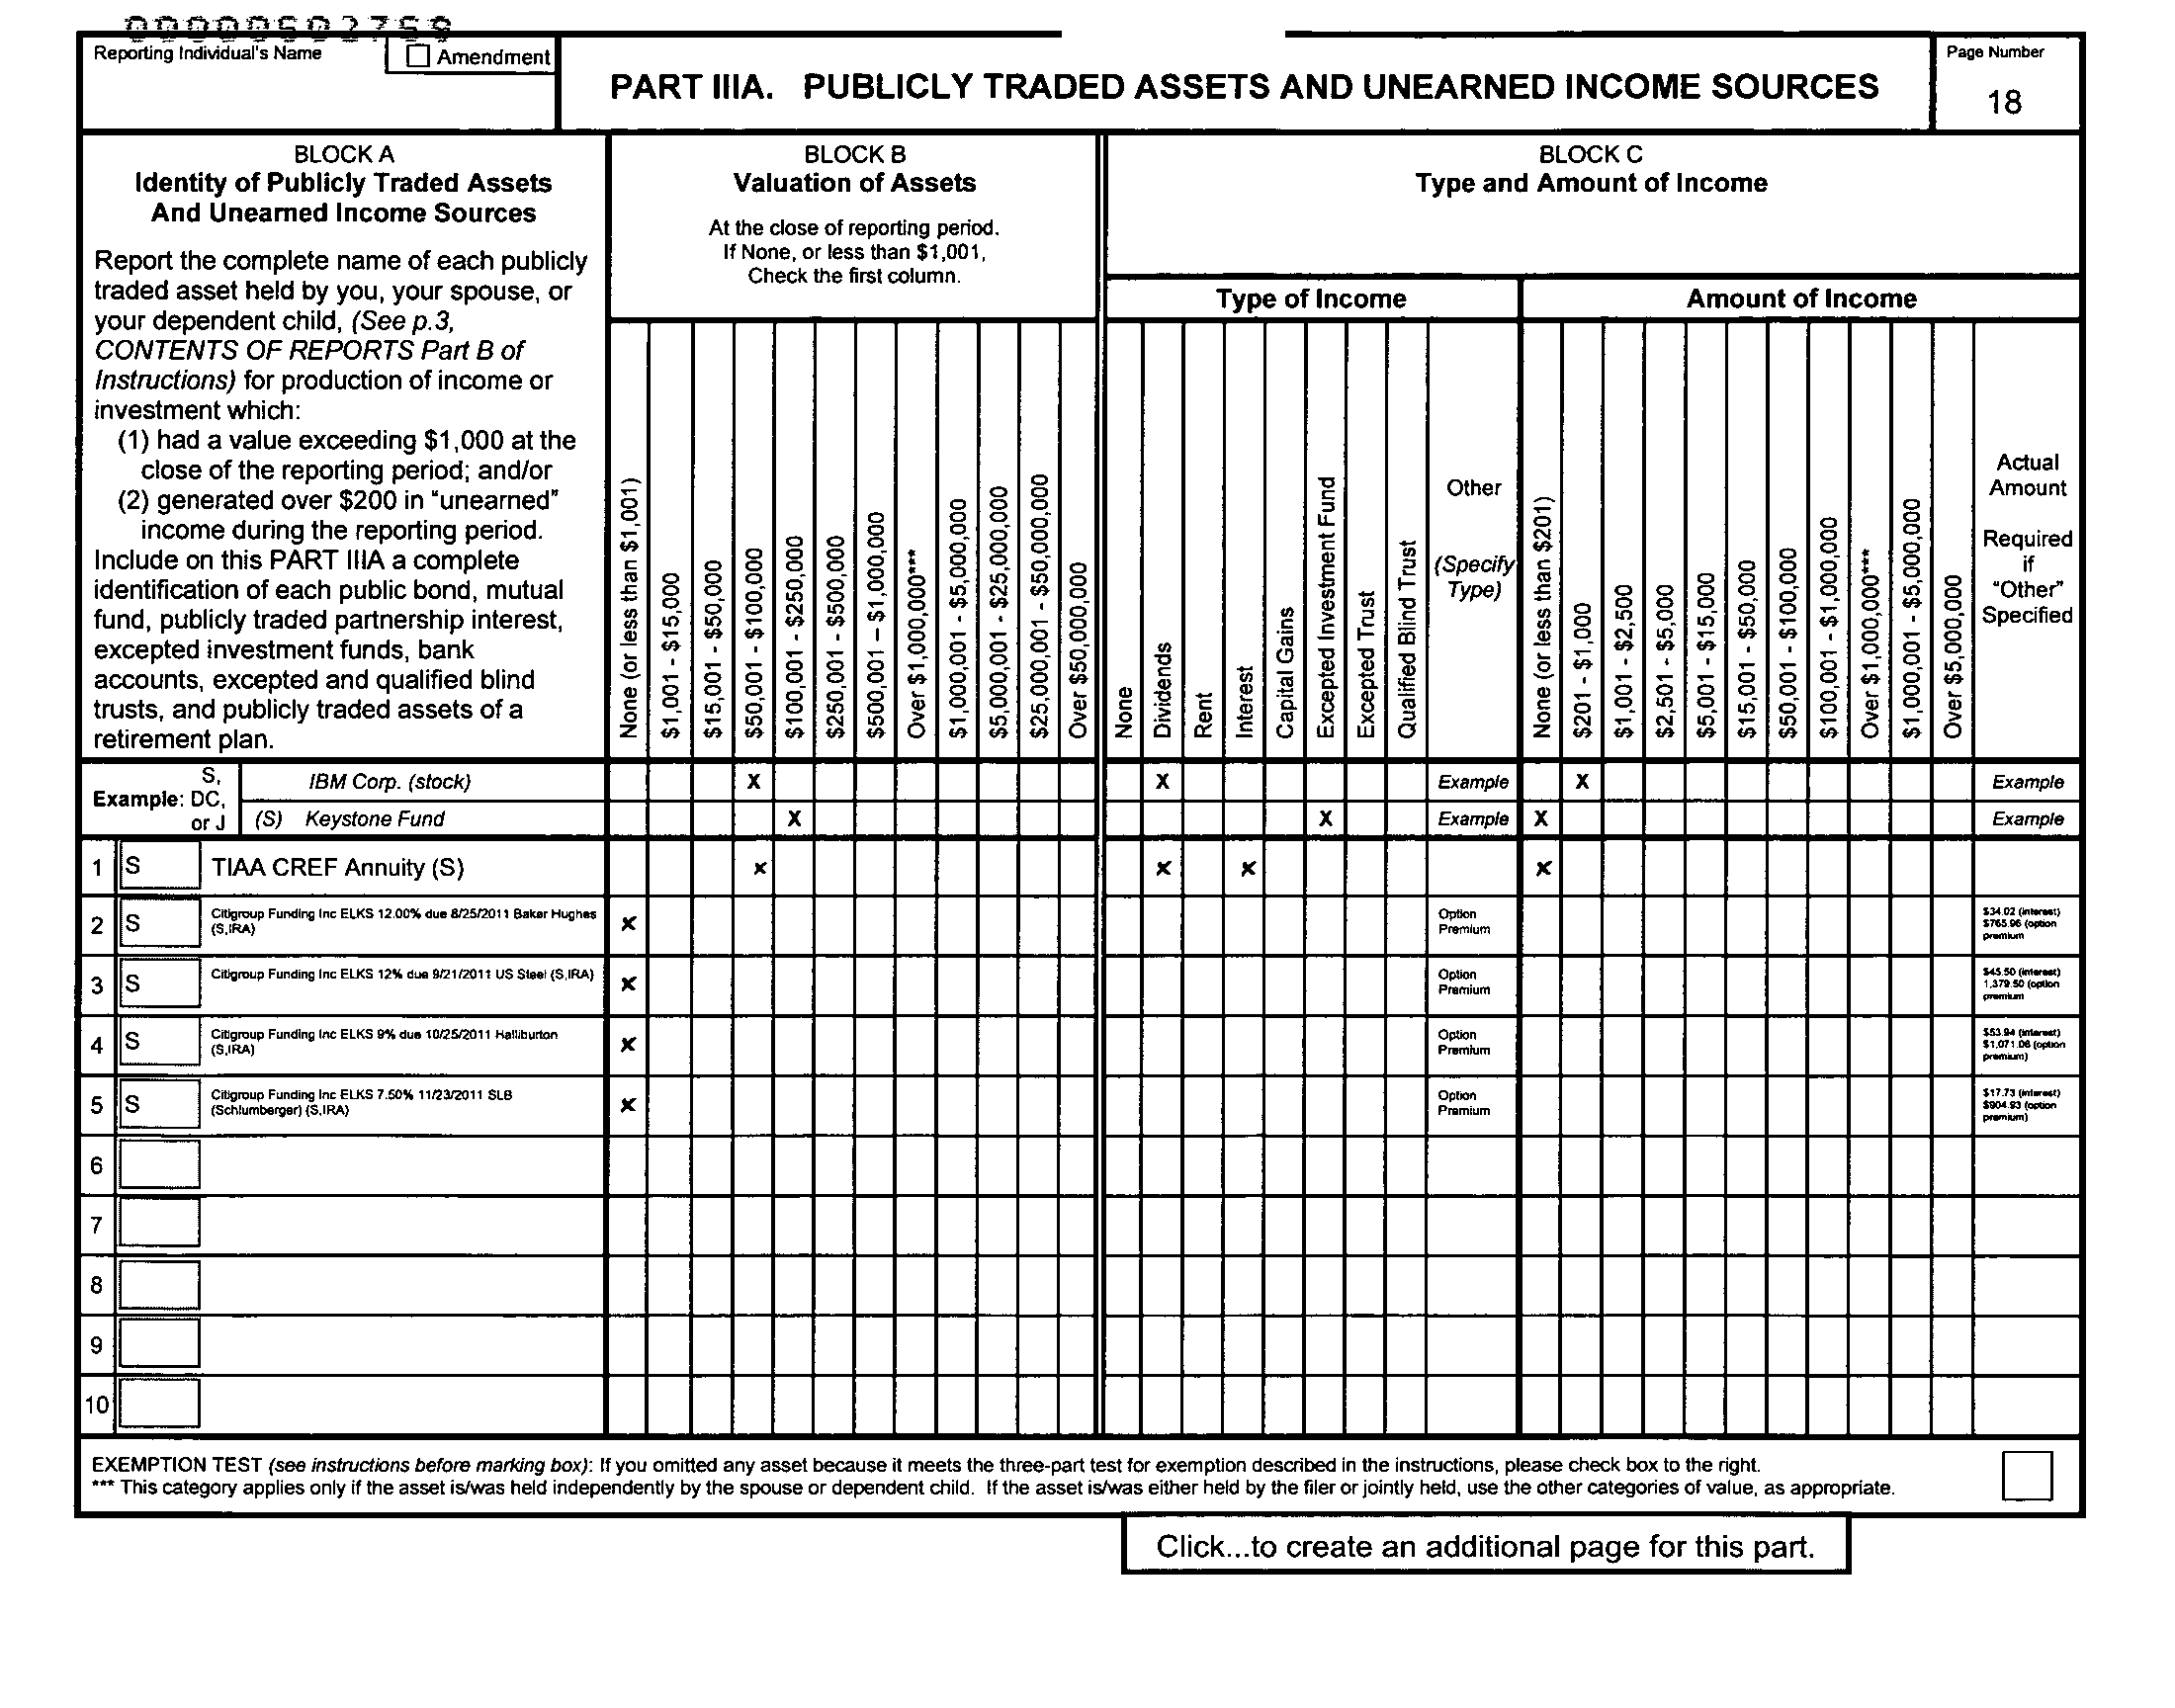 00000502759
Reporting Individual's Name
Amendment
PART IIIA. PUBLICLY TRADED ASSETS AND UNEARNED INCOME SOURCES
Page Number
18
BLOCK A
Identity of Publicly Traded Assets
And Unearned Income Sources
Report the complete name of each publicly
traded asset held by you, your spouse, or
your dependent child, (See p.3,
CONTENTS OF REPORTS Part B of
Instructions) for production of income or
investment which:
(1) had a value exceeding $1,000 at the
close of the reporting period; and/or
(2) generated over $200 in "unearned"
income during the reporting period.
Include on this PART IIIA a complete
identification of each public bond, mutual
fund, publicly traded partnership interest,
excepted investment funds, bank
accounts, excepted and qualified blind
trusts, and publicly traded assets of a
retirement plan.
BLOCK B
Valuation of Assets
At the close of reporting period.
If None, or less than $1,001,
Check the first column.
None (or less than $1,001)
$1,001 - $15,000
$15,001 - $50,000
$50,001 - $100,000
$100,001 - $250,000
$250,001 - $500,000
$500,001 – $1,000,000
Over $1,000,000***
$1,000,001 - $5,000,000
$5,000,001 - $25,000,000
$25,000,001 - $50,000,000
Over $50,000,000
BLOCK C
Type and Amount of Income
Type of Income
None
Dividends
Rent
Interest
Capital Gains
Excepted Investment Fund
Excepted Trust
Qualified Blind Trust
Other
(Specify
Type)
Amount of Income
None (or less than $201)
$201 - $1,000
$1,001 - $2,500
$2,501 - $5,000
$5,001 - $15,000
$15,001 - $50,000
$50,001 - $100,000
$100,001 - $1,000,000
Over $1,000,000***
$1,000,001 - $5,000,000
Over $5,000,000
Actual
Amount
Required
if
"Other"
Specified
Example: S, DC, or J
IBM Corp. (stock) X X Example X Example
(S) Keystone Fund X X Example X Example
1 S TIAA CREF Annuity (S) x x x x
2 S Citigroup Funding Inc ELKS 12.00% due 8/25/2011 Baker Hughes
(S,IRA) x Option
Premium $34.02 (interest)
$765.96 (option
premium
3 S Citigroup Funding Inc ELKS 12% due 9/21/2011 US Steel (S,IRA) x Option
Premium $45.50 (interest)
1,379.50 (option
premium
4 S Citigroup Funding Inc ELKS 9% due 10/25/2011 Halliburton
(S,IRA) x Option
Premium $53.94 (interest)
$1,071.06 (option
premium)
5 S Citigroup Funding Inc ELKS 7.50% 11/23/2011 SLB
(Schlumberger) (S,IRA) x Option
Premium $17.73 (interest)
$904.93 (option
premium)
6
7
8
9
10
EXEMPTION TEST (see instructions before marking box): If you omitted any asset because it meets the three-part test for exemption described in the instructions, please check box to the right.
*** This category applies only if the asset is/was held independently by the spouse or dependent child. If the asset is/was either held by the filer or jointly held, use the other categories of value, as appropriate.
Click...to create an additional page for this part.